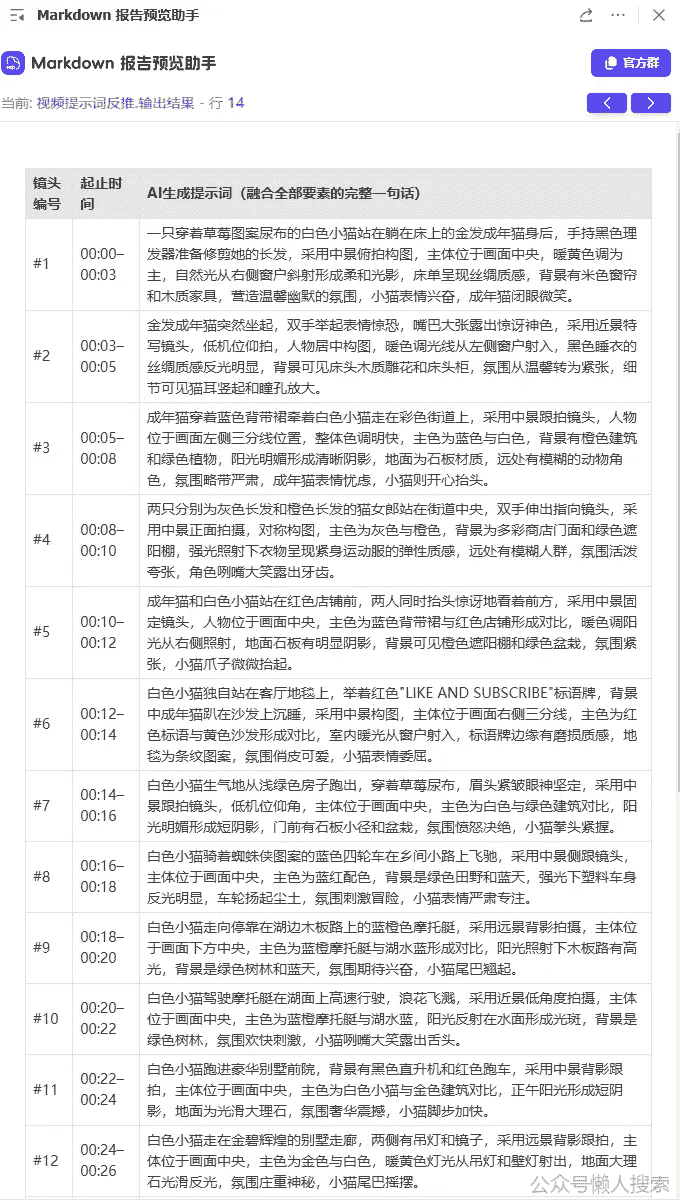 Markdown 报告预览助手
Markdown 报告预览助手
官方群
当前: 视频提示词反推.输出结果 - 行 14
镜头
编号
起止时
间
AI生成提示词（融合全部要素的完整一句话）
#1
00:00–
00:03
一只穿着草莓图案尿布的白色小猫站在躺在床上的金发成年猫身后，手持黑色理
发器准备修剪她的长发，采用中景俯拍构图，主体位于画面中央，暖黄色调为
主，自然光从右侧窗户斜射形成柔和光影，床单呈现丝绸质感，背景有米色窗帘
和木质家具，营造温馨幽默的氛围，小猫表情兴奋，成年猫闭眼微笑。
#2
00:03–
00:05
金发成年猫突然坐起，双手举起表情惊恐，嘴巴大张露出惊讶神色，采用近景特
写镜头，低机位仰拍，人物居中构图，暖色调光线从左侧窗户射入，黑色睡衣的
丝绸质感反光明显，背景可见床头木质雕花和床头柜，氛围从温馨转为紧张，细
节可见猫耳竖起和瞳孔放大。
#3
00:05–
00:08
成年猫穿着蓝色背带裙牵着白色小猫走在彩色街道上，采用中景跟拍镜头，人物
位于画面左侧三分线位置，整体色调明快，主色为蓝色与白色，背景有橙色建筑
和绿色植物，阳光明媚形成清晰阴影，地面为石板材质，远处有模糊的动物角
色，氛围略带严肃，成年猫表情忧虑，小猫则开心抬头。
#4
00:08–
00:10
两只分别为灰色长发和橙色长发的猫女郎站在街道中央，双手伸出指向镜头，采
用中景正面拍摄，对称构图，主色为灰色与橙色，背景为多彩商店门面和绿色遮
阳棚，强光照射下衣物呈现紧身运动服的弹性质感，远处有模糊人群，氛围活泼
夸张，角色咧嘴大笑露出牙齿。
#5
00:10–
00:12
成年猫和白色小猫站在红色店铺前，两人同时抬头惊讶地看着前方，采用中景固
定镜头，人物位于画面中央，主色为蓝色背带裙与红色店铺形成对比，暖色调阳
光从右侧照射，地面石板有明显阴影，背景可见橙色遮阳棚和绿色盆栽，氛围紧
张，小猫爪子微微抬起。
#6
00:12–
00:14
白色小猫独自站在客厅地毯上，举着红色"LIKE AND SUBSCRIBE"标语牌，背景
中成年猫趴在沙发上沉睡，采用中景构图，主体位于画面右侧三分线，主色为红
色标语与黄色沙发形成对比，室内暖光从窗户射入，标语牌边缘有磨损质感，地
毯为条纹图案，氛围俏皮可爱，小猫表情委屈。
#7
00:14–
00:16
白色小猫生气地从浅绿色房子跑出，穿着草莓尿布，眉头紧皱眼神坚定，采用中
景跟拍镜头，低机位仰角，主体位于画面中央，主色为白色与绿色建筑对比，阳
光明媚形成短阴影，门前有石板小径和盆栽，氛围愤怒决绝，小猫拳头紧握。
#8
00:16–
00:18
白色小猫骑着蜘蛛侠图案的蓝色四轮车在乡间小路上飞驰，采用中景侧跟镜头，
主体位于画面中央，主色为蓝红配色，背景是绿色田野和蓝天，强光下塑料车身
反光明显，车轮扬起尘土，氛围刺激冒险，小猫表情严肃专注。
#9
00:18–
00:20
白色小猫走向停靠在湖边木板路上的蓝橙色摩托艇，采用远景背影拍摄，主体位
于画面下方中央，主色为蓝橙摩托艇与湖水蓝形成对比，阳光照射下木板路有高
光，背景是绿色树林和蓝天，氛围期待兴奋，小猫尾巴翘起。
#10
00:20–
00:22
白色小猫驾驶摩托艇在湖面上高速行驶，浪花飞溅，采用近景低角度拍摄，主体
位于画面中央，主色为蓝橙摩托艇与湖水蓝，阳光反射在水面形成光斑，背景是
绿色树林，氛围欢快刺激，小猫咧嘴大笑露出舌头。
#11
00:22–
00:24
白色小猫跑进豪华别墅前院，背景有黑色直升机和红色跑车，采用中景背影跟
拍，主体位于画面中央，主色为白色小猫与金色建筑对比，正午阳光形成短阴
影，地面为光滑大理石，氛围奢华震撼，小猫脚步加快。
#12
00:24–
00:26
白色小猫走在金碧辉煌的别墅走廊，两侧有吊灯和镜子，采用远景背影跟拍，主
体位于画面中央，主色为金色与白色，暖黄色灯光从吊灯和壁灯射出，地面大理
石光滑反光，氛围庄重神秘，小猫尾巴摇摆。
公众号懒人搜索